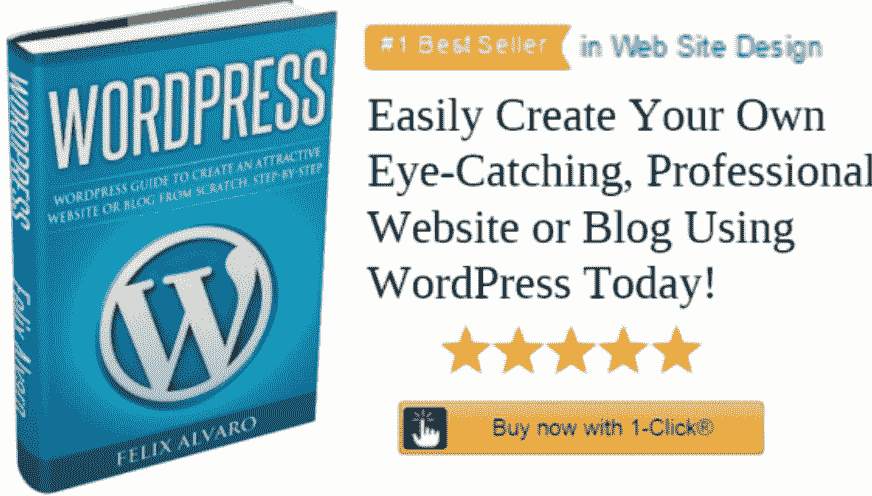 WORDPRESS
WORDPRESS GUIDE TO CREATE AN ATTRACTIVE
WEBSITE OR BLOG FROM SCRATCH, STEP-BY-STEP
W
FELIX ALVARO
WORDPRESS
Felix Alvaro
#1 Best Seller in Web Site Design
Easily Create Your Own
Eye-Catching, Professional
Website or Blog Using
WordPress Today!
Buy now with 1-Click®